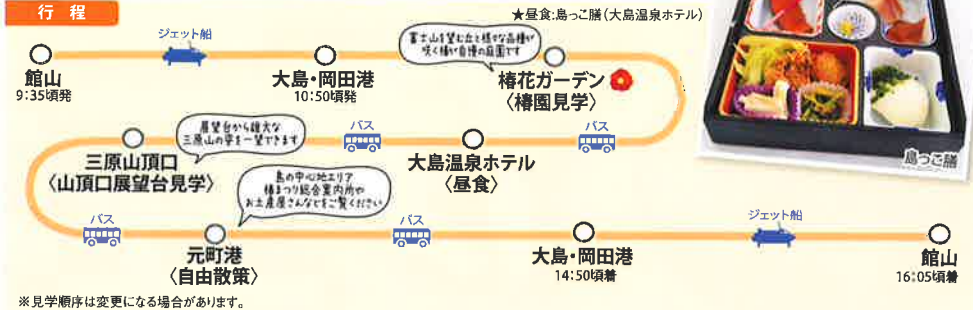 行程
★昼食:島っこ膳(大島温泉ホテル)
ジェット船
館山
9:35頃発
大島・岡田港
10:50頃発
富士山を望む丘と様々な品種が
咲く椿が自慢の庭園です
椿花ガーデン
〈椿園見学〉
島っこ膳
バス
大島温泉ホテル
〈昼食〉
バス
展望台から雄大な
三原山の姿を一望できます
三原山頂口
〈山頂口展望台見学〉
バス
元町港
〈自由散策〉
島の中心地エリア
椿まつり総合案内所や
お土産屋さんなどをご覧ください
バス
大島・岡田港
14:50頃着
ジェット船
館山
16:05頃着
※見学順序は変更になる場合があります。